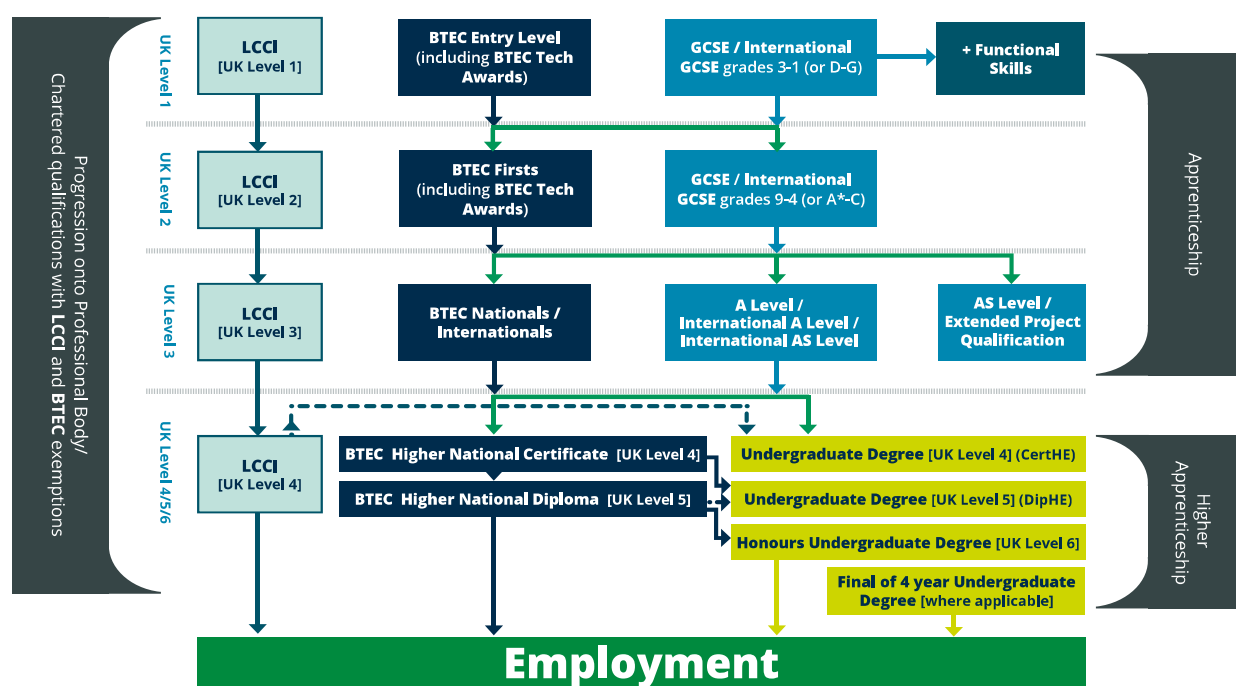 Progression onto Professional Body/
Chartered qualifications with LCCI and BTEC exemptions
UK Level 1
LCCI
[UK Level 1]
BTEC Entry Level
(including BTEC Tech
Awards)
GCSE / International
GCSE grades 3-1 (or D-G)
+ Functional
Skills
Apprenticeship
UK Level 2
LCCI
[UK Level 2]
BTEC Firsts
(including BTEC Tech
Awards)
GCSE / International
GCSE grades 9-4 (or A*-C)
UK Level 3
LCCI
[UK Level 3]
BTEC Nationals /
Internationals
A Level /
International A Level /
International AS Level
AS Level /
Extended Project
Qualification
UK Level 4/5/6
LCCI
[UK Level 4]
BTEC Higher National Certificate [UK Level 4]
BTEC Higher National Diploma [UK Level 5]
Undergraduate Degree [UK Level 4] (CertHE)
Undergraduate Degree [UK Level 5] (DipHE)
Honours Undergraduate Degree [UK Level 6]
Final of 4 year Undergraduate
Degree [where applicable]
Higher
Apprenticeship
Employment